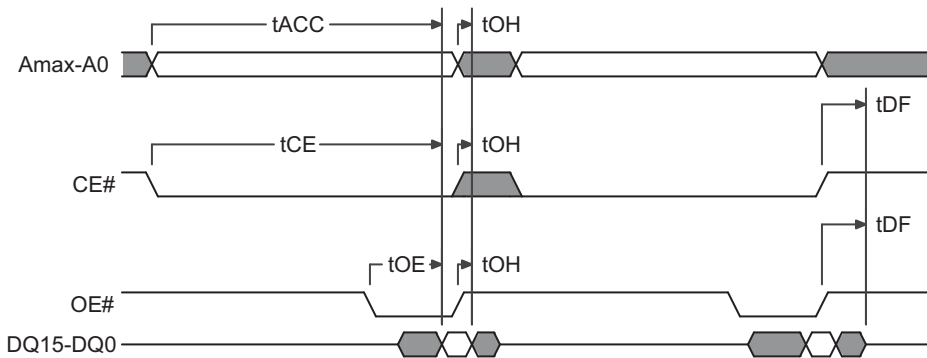 tACC tOH
Amax-A0
tDF
tCE tOH
CE#
tDF
tOE tOH
OE#
DQ15-DQ0